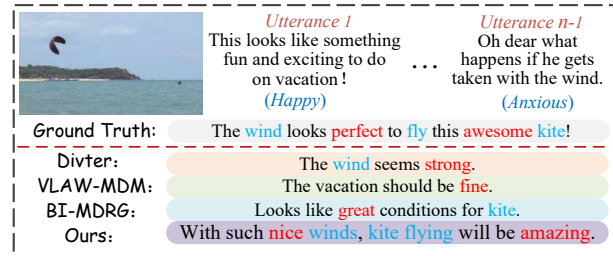 Utterance 1
This looks like something
fun and exciting to do
on vacation!
(Happy)
...
Utterance n-1
Oh dear what
happens if he gets
taken with the wind.
(Anxious)
Ground Truth: The wind looks perfect to fly this awesome kite!
Divter: The wind seems strong.
VLAW-MDM: The vacation should be fine.
BI-MDRG: Looks like great conditions for kite.
Ours: With such nice winds, kite flying will be amazing.